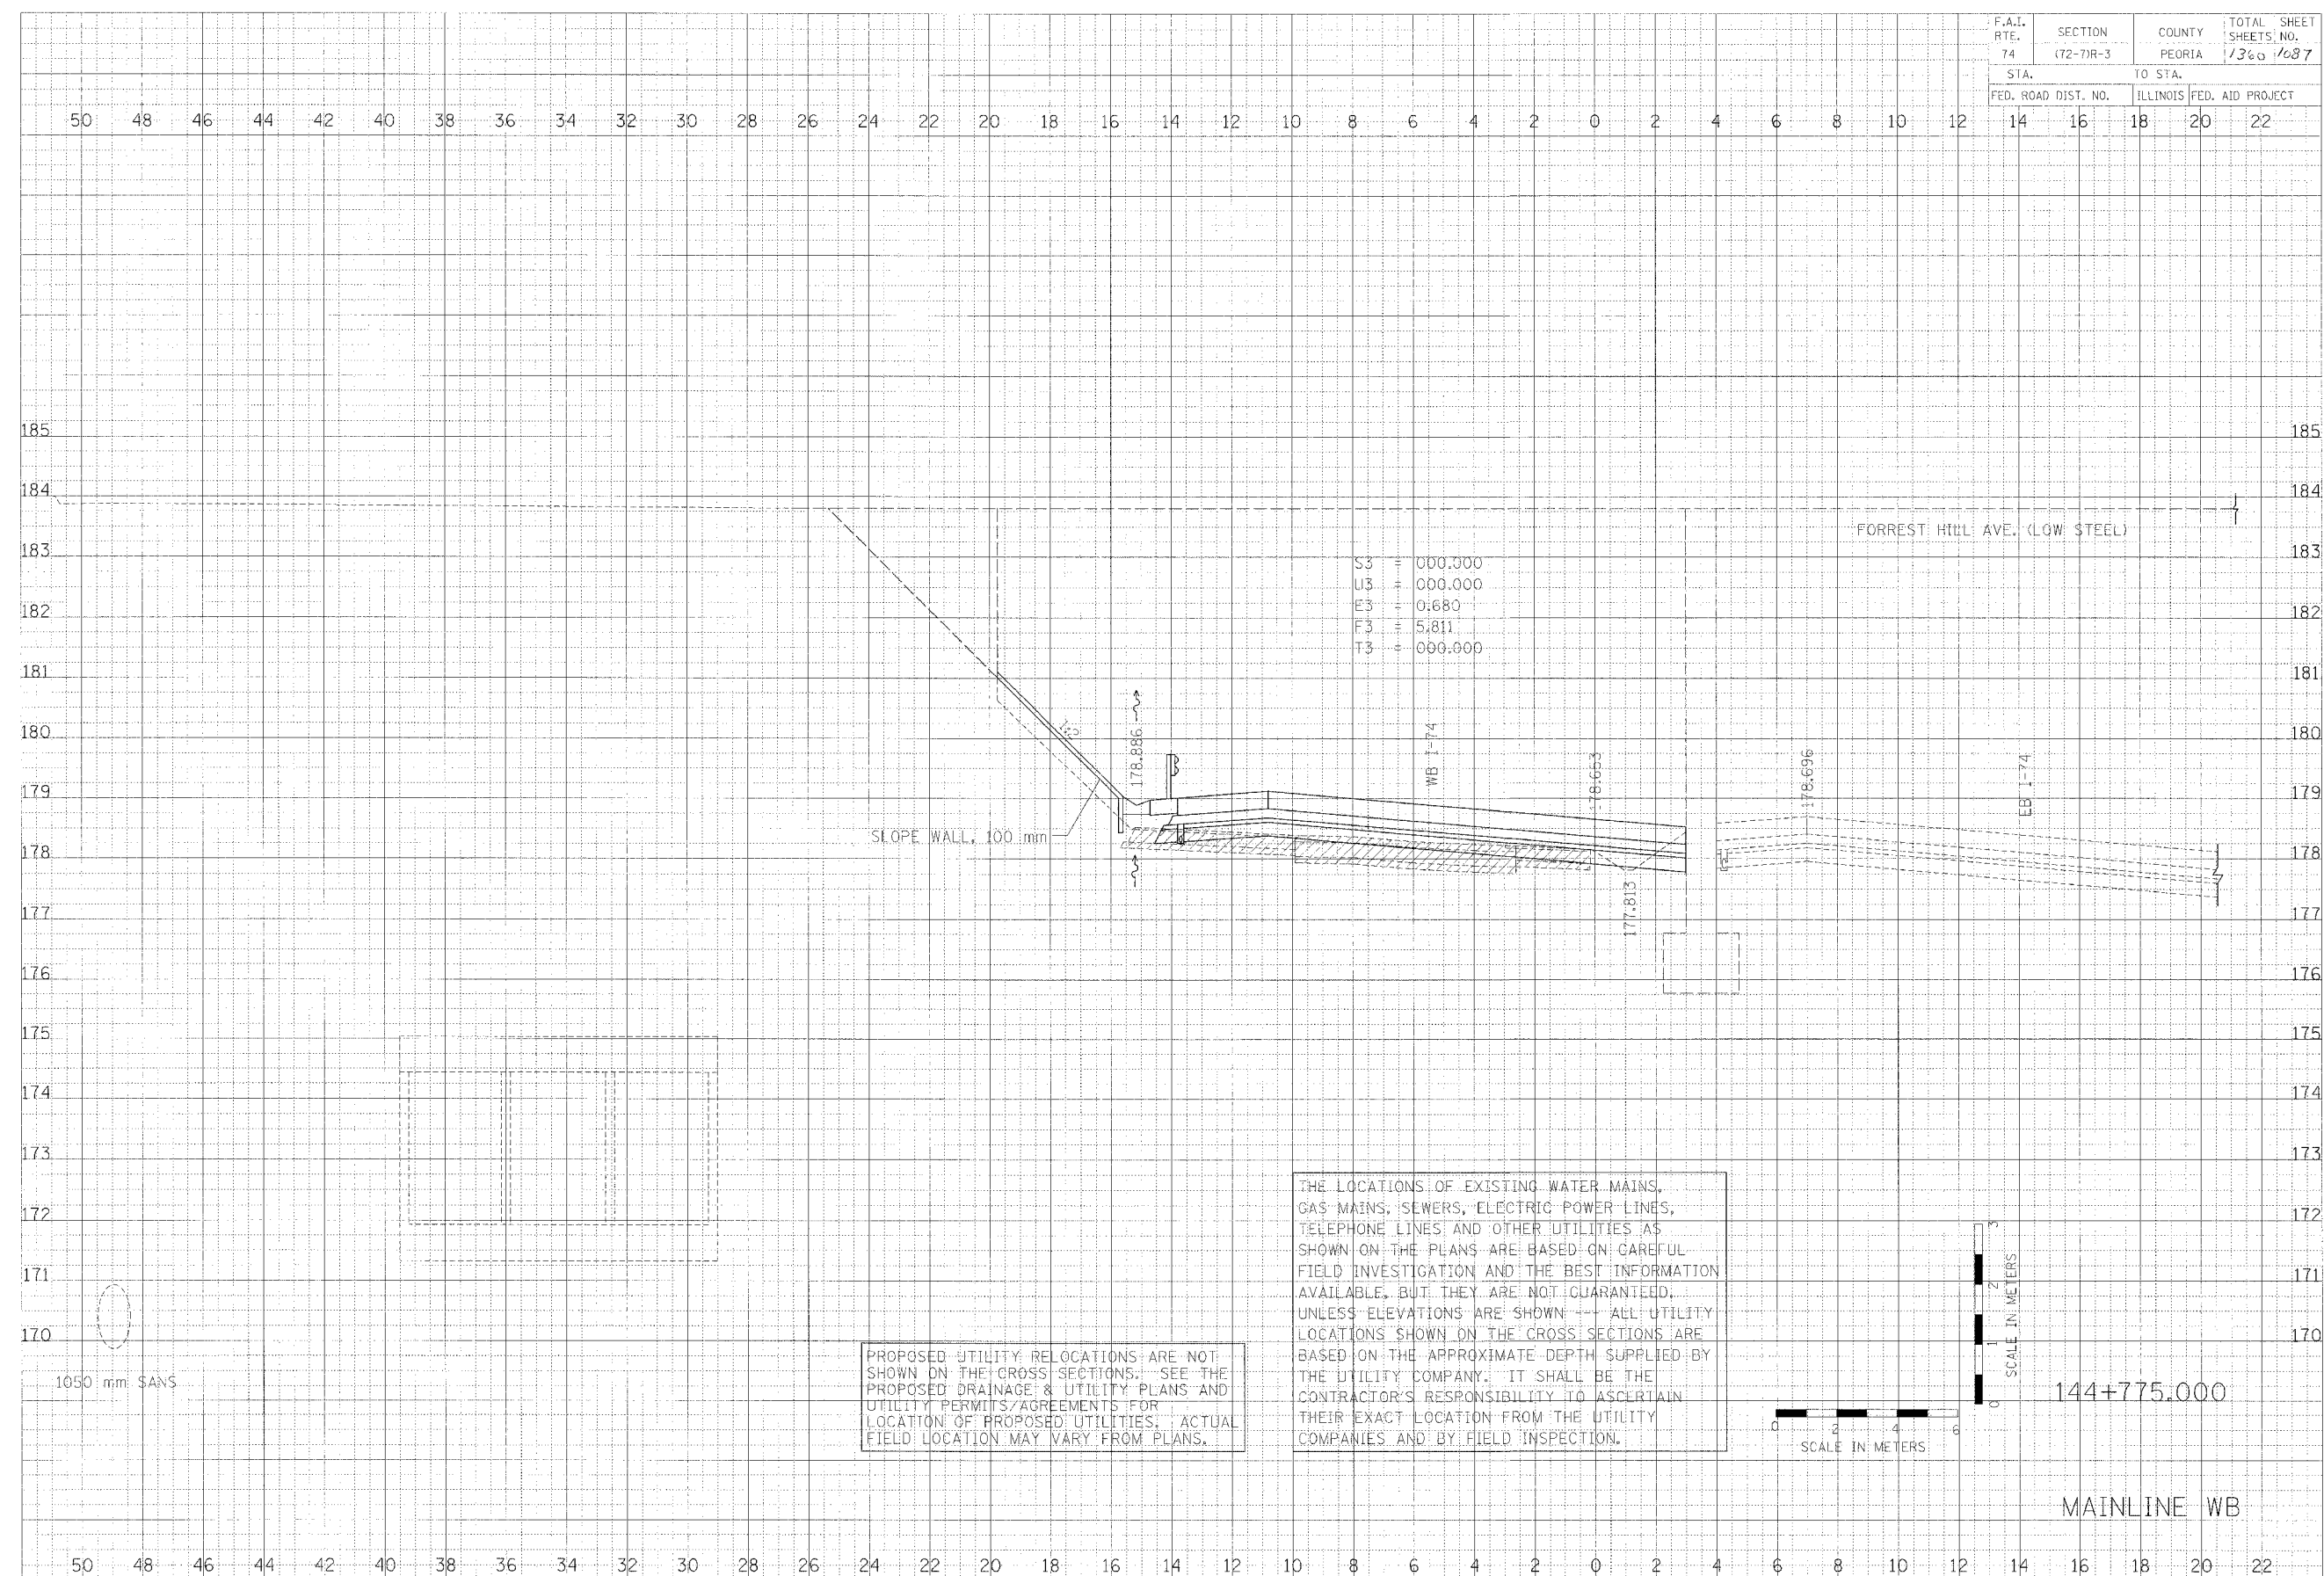 F.A.I. RTE. SECTION COUNTY TOTAL SHEETS SHEET NO.
74 (72-7)R-3 PEORIA 1360 1087
STA. TO STA.
FED. ROAD DIST. NO. ILLINOIS FED. AID PROJECT
50 48 46 44 42 40 38 36 34 32 30 28 26 24 22 20 18 16 14 12 10 8 6 4 2 0 2 4 6 8 10 12 14 16 18 20 22
185 185
184 184
FORREST HILL AVE. (LOW STEEL)
183 183
S3 = 000.000
U3 = 000.000
E3 = 0.680
F3 = 5.811
T3 = 000.000
182 182
181 181
180 180
1:2
178.886
WB I-74
178.653
178.696
EB I-74
179 179
SLOPE WALL, 100 mm
178 178
177.813
177 177
176 176
175 175
174 174
173 173
172 172
171 171
170 170
1050 mm SANS
PROPOSED UTILITY RELOCATIONS ARE NOT
SHOWN ON THE CROSS SECTIONS. SEE THE
PROPOSED DRAINAGE & UTILITY PLANS AND
UTILITY PERMITS/AGREEMENTS FOR
LOCATION OF PROPOSED UTILITIES. ACTUAL
FIELD LOCATION MAY VARY FROM PLANS.
THE LOCATIONS OF EXISTING WATER MAINS,
GAS MAINS, SEWERS, ELECTRIC POWER LINES,
TELEPHONE LINES AND OTHER UTILITIES AS
SHOWN ON THE PLANS ARE BASED ON CAREFUL
FIELD INVESTIGATION AND THE BEST INFORMATION
AVAILABLE, BUT THEY ARE NOT GUARANTEED.
UNLESS ELEVATIONS ARE SHOWN --- ALL UTILITY
LOCATIONS SHOWN ON THE CROSS SECTIONS ARE
BASED ON THE APPROXIMATE DEPTH SUPPLIED BY
THE UTILITY COMPANY. IT SHALL BE THE
CONTRACTOR'S RESPONSIBILITY TO ASCERTAIN
THEIR EXACT LOCATION FROM THE UTILITY
COMPANIES AND BY FIELD INSPECTION.
0 1 2 3
SCALE IN METERS
0 2 4 6
SCALE IN METERS
144+775.000
MAINLINE WB
50 48 46 44 42 40 38 36 34 32 30 28 26 24 22 20 18 16 14 12 10 8 6 4 2 0 2 4 6 8 10 12 14 16 18 20 22